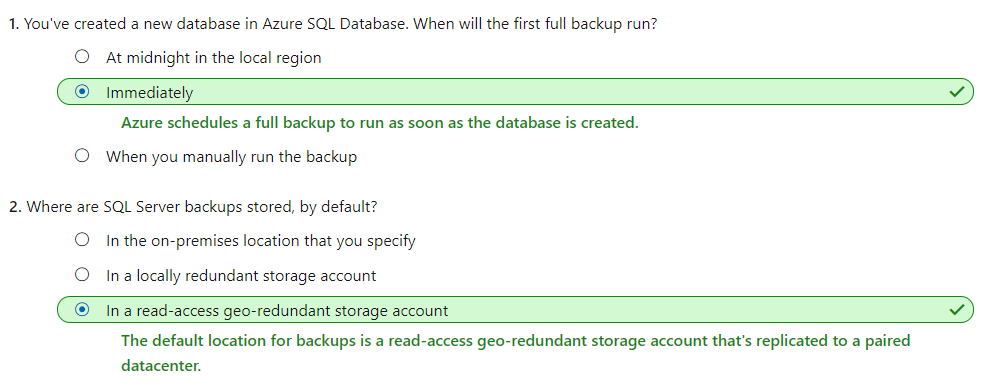 1. You've created a new database in Azure SQL Database. When will the first full backup run?
At midnight in the local region
Immediately
Azure schedules a full backup to run as soon as the database is created.
When you manually run the backup
2. Where are SQL Server backups stored, by default?
In the on-premises location that you specify
In a locally redundant storage account
In a read-access geo-redundant storage account
The default location for backups is a read-access geo-redundant storage account that's replicated to a paired
datacenter.